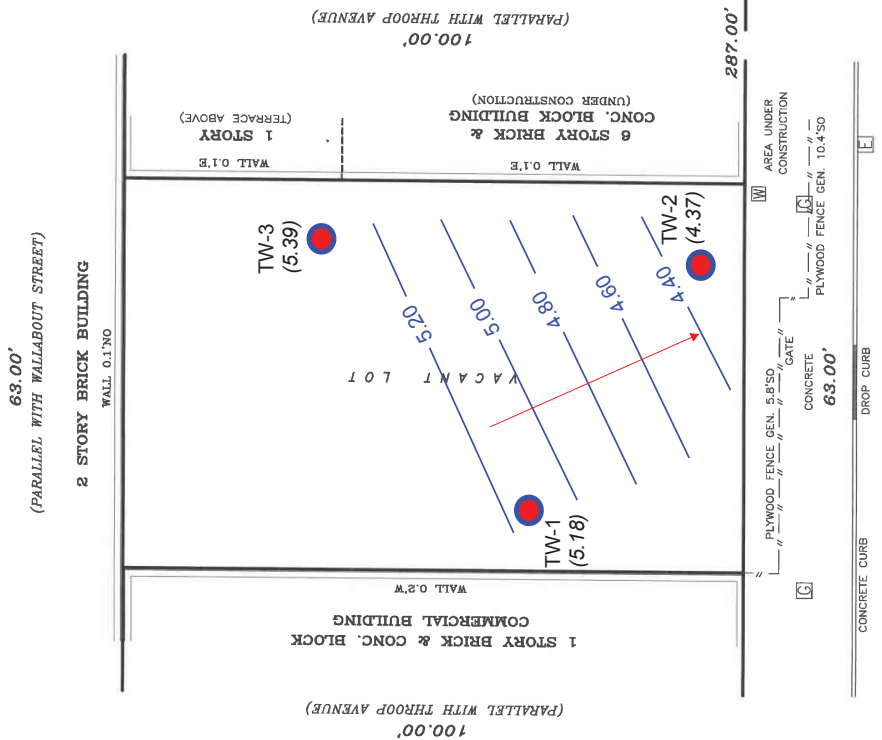 (PARALLEL WITH THROOP AVENUE)
100.00'
287.00'
63.00'
(PARALLEL WITH WALLABOUT STREET)
2 STORY BRICK BUILDING
WALL 0.1'NO
1 STORY
(TERRACE ABOVE)
WALL 0.1'E
6 STORY BRICK &
CONC. BLOCK BUILDING
(UNDER CONSTRUCTION)
WALL 0.1'E
AREA UNDER
CONSTRUCTION
W
G
E
PLYWOOD FENCE GEN. 10.4'SO
TW-3
(5.39)
TW-2
(4.37)
TW-1
(5.18)
5.20
5.00
4.80
4.60
4.40
VACANT LOT
PLYWOOD FENCE GEN. 5.8'SO
GATE
CONCRETE
63.00'
DROP CURB
CONCRETE CURB
G
WALL 0.2'W
1 STORY BRICK & CONC. BLOCK
COMMERCIAL BUILDING
(PARALLEL WITH THROOP AVENUE)
100.00'